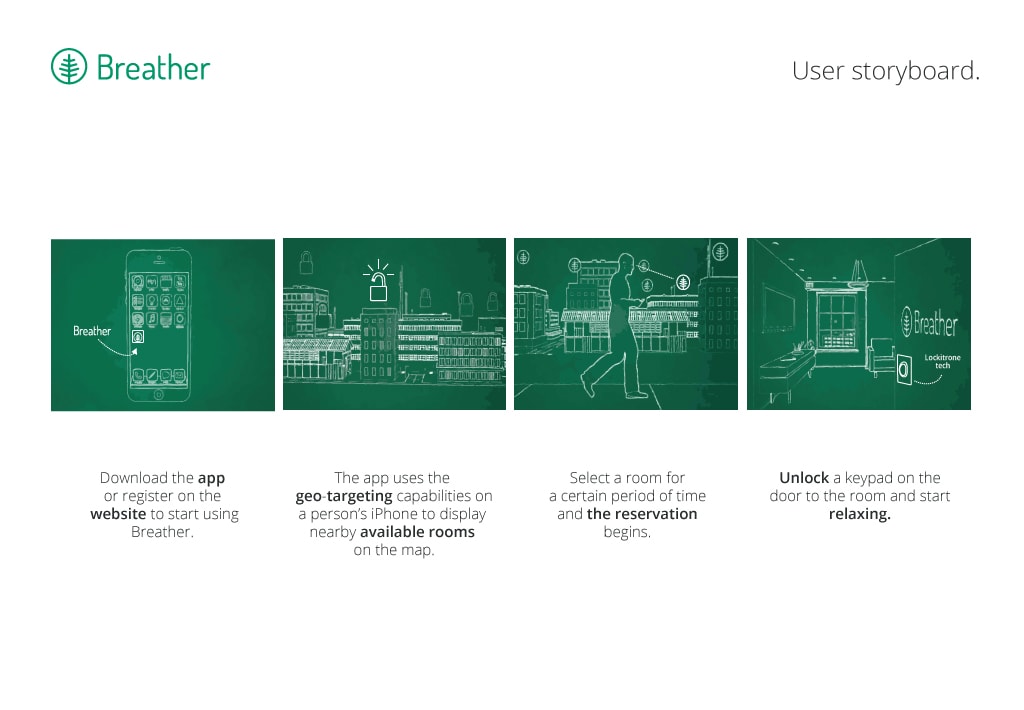 Breather
User storyboard.
Breather
Breather
Lockitrone
tech
Download the app
or register on the
website to start using
Breather.
The app uses the
geo-targeting capabilities on
a person's iPhone to display
nearby available rooms
on the map.
Select a room for
a certain period of time
and the reservation
begins.
Unlock a keypad on the
door to the room and start
relaxing.